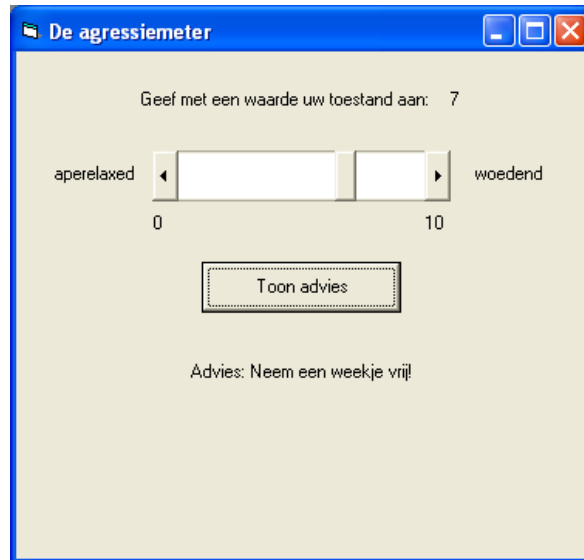 De agressiemeter
Geef met een waarde uw toestand aan: 7
aperelaxed woedend
0 10
Toon advies
Advies: Neem een weekje vrij!